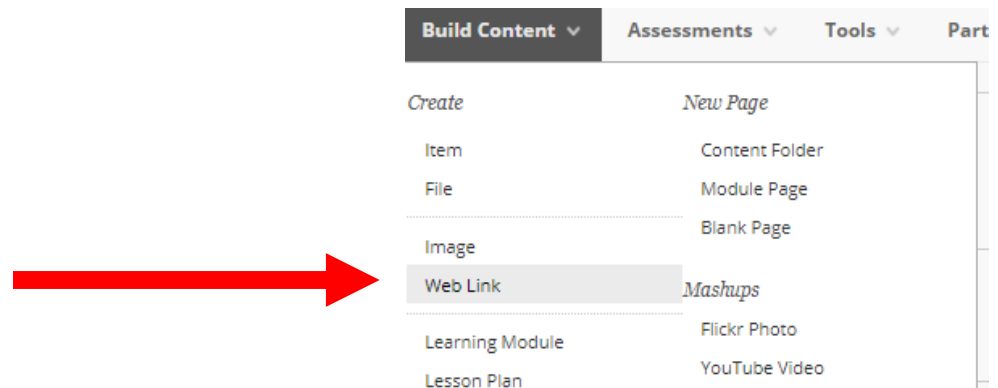 Build Content Assessments Tools Part
Create
Item
File
Image
Web Link
Learning Module
Lesson Plan
New Page
Content Folder
Module Page
Blank Page
Mashups
Flickr Photo
YouTube Video